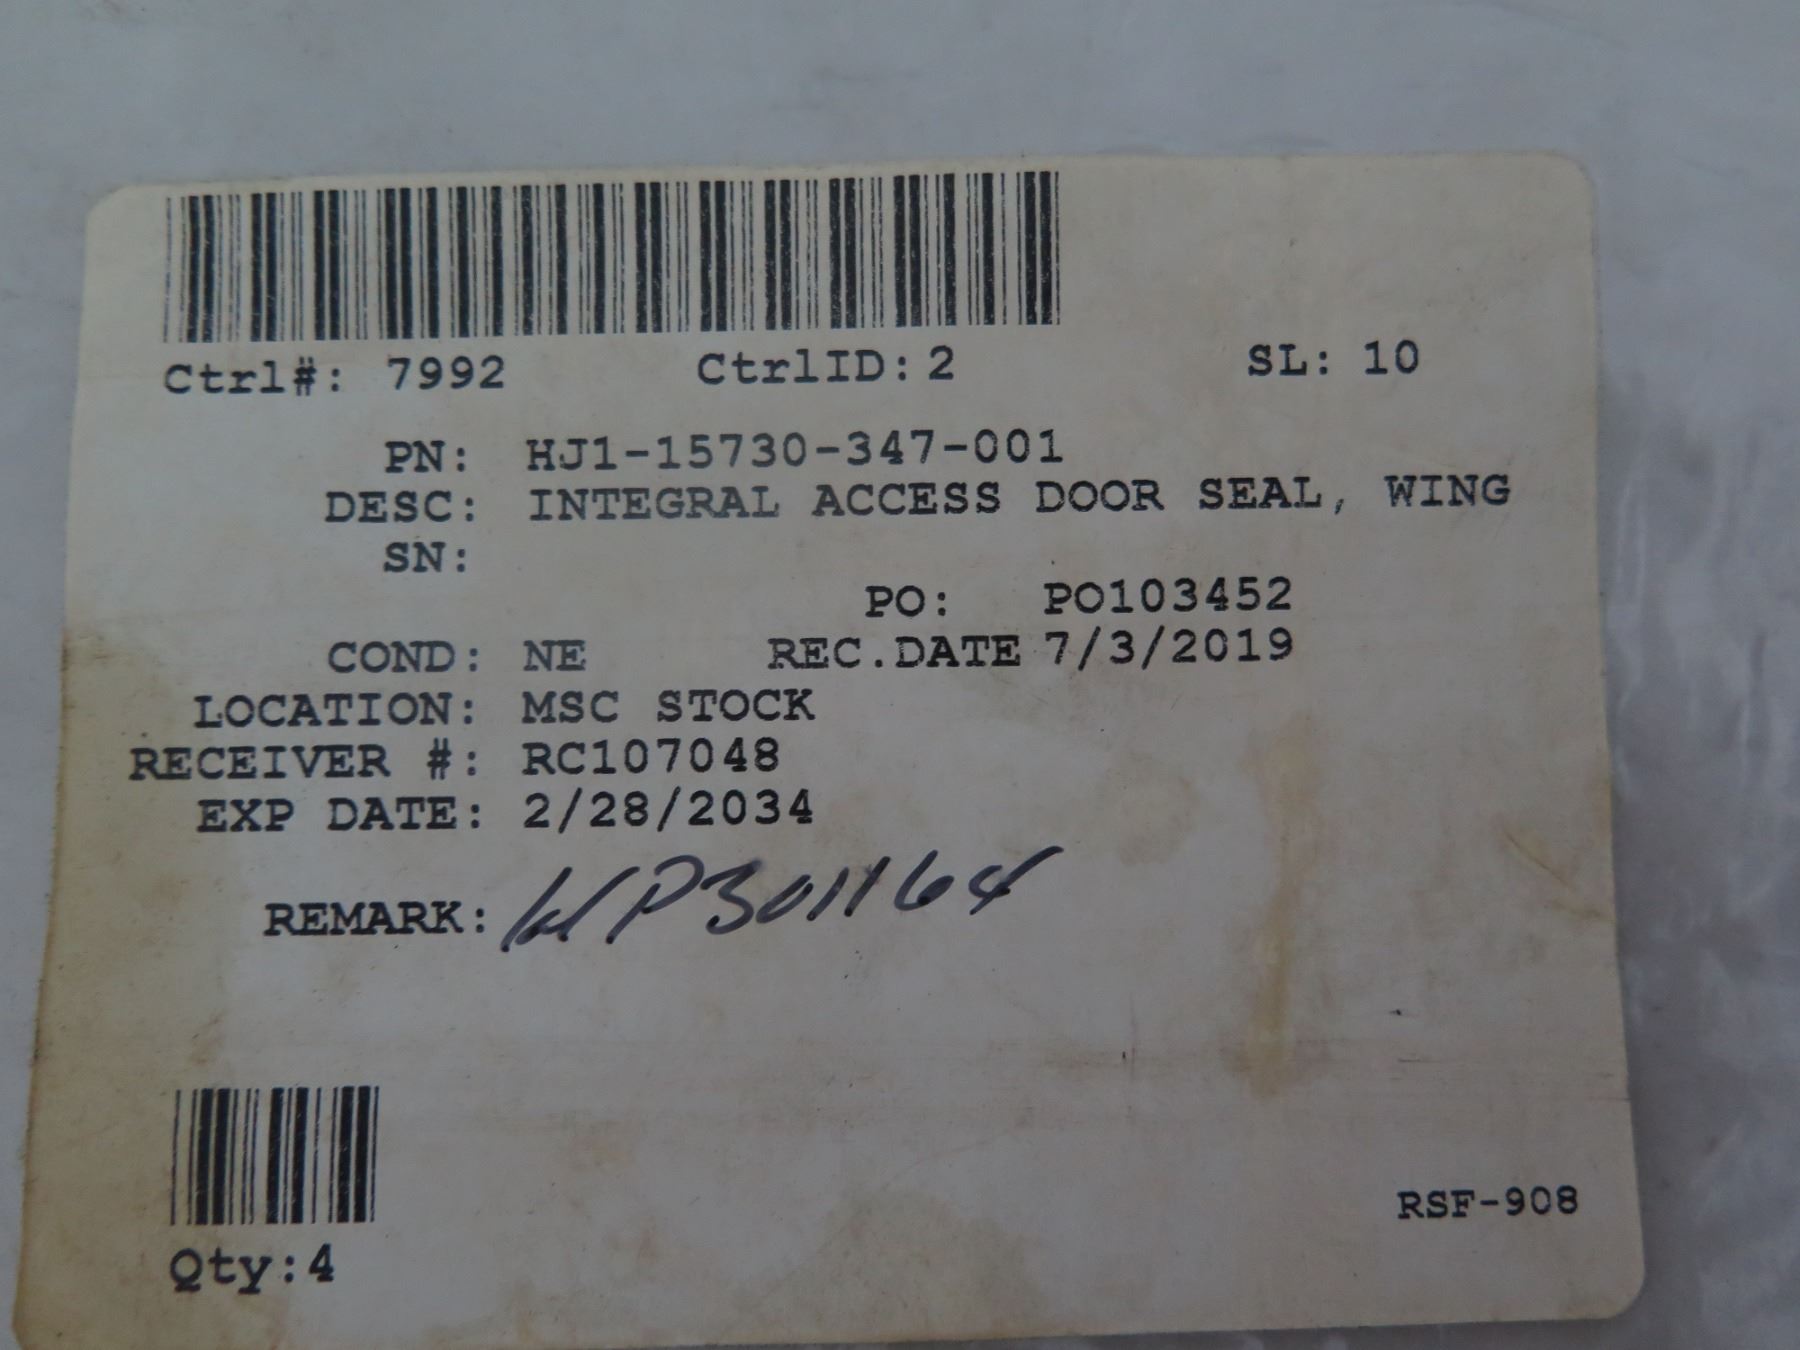 Ctrl#: 7992 CtrlID: 2 SL: 10
PN: HJ1-15730-347-001
DESC: INTEGRAL ACCESS DOOR SEAL, WING
SN:
PO: PO103452
COND: NE REC.DATE 7/3/2019
LOCATION: MSC STOCK
RECEIVER #: RC107048
EXP DATE: 2/28/2034
REMARK:
Qty:4
RSF-908